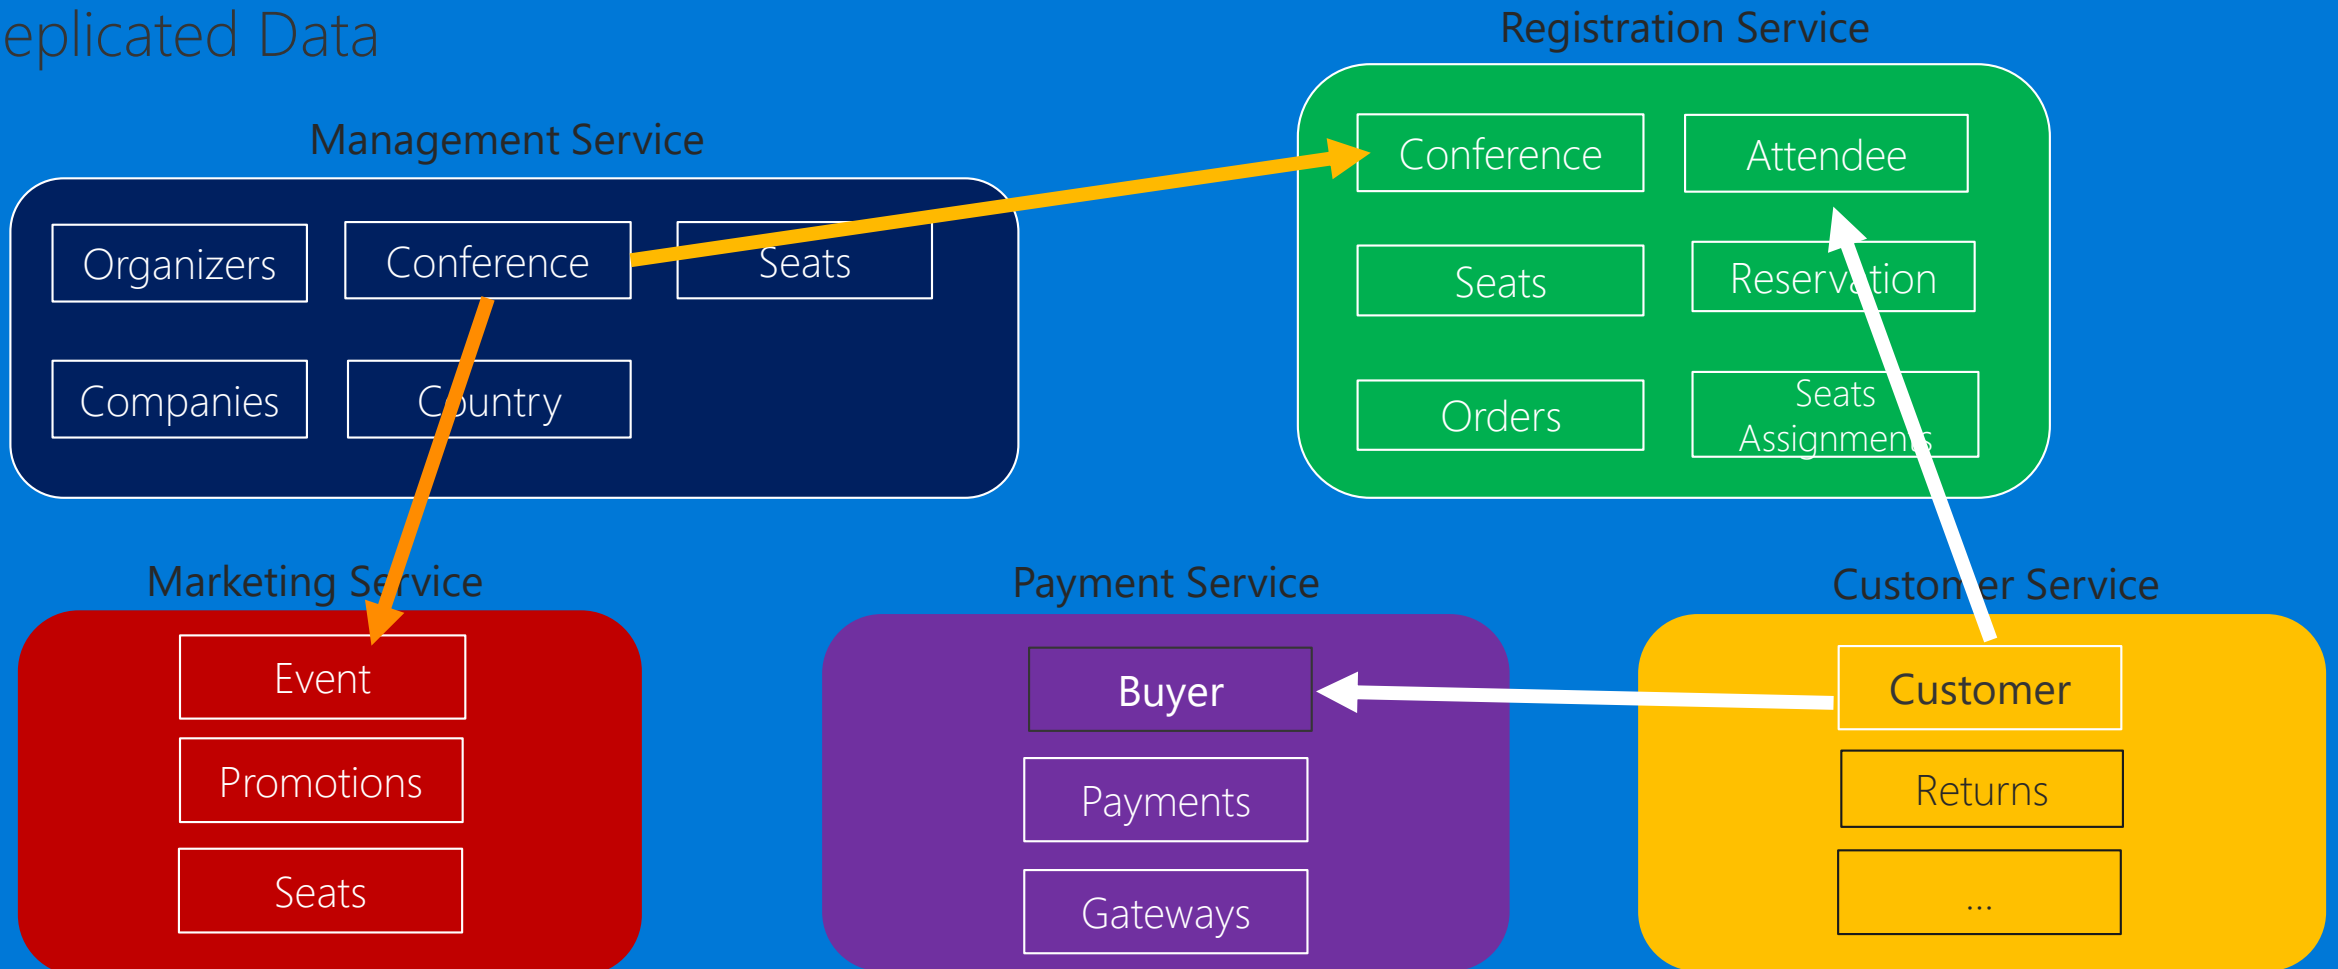 eplicated Data
Registration Service
Management Service
Conference
Attendee
Organizers
Conference
Seats
Seats
Reservation
Companies
Country
Orders
Seats
Assignments
Marketing Service
Payment Service
Customer Service
Event
Buyer
Customer
Promotions
Payments
Returns
Seats
Gateways
...